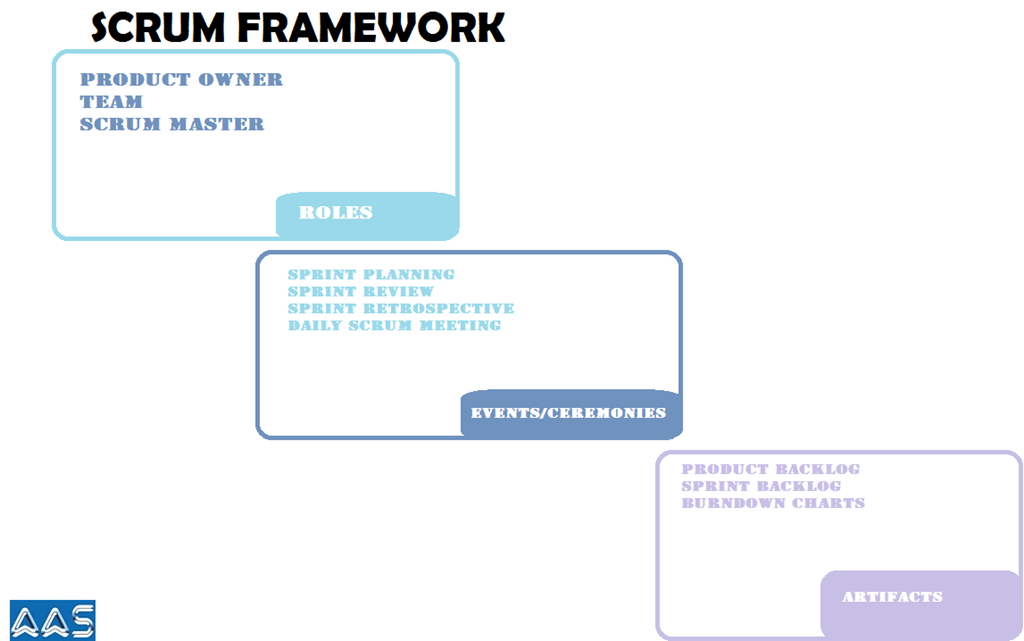 SCRUM FRAMEWORK
PRODUCT OWNER
TEAM
SCRUM MASTER
ROLES
SPRINT PLANNING
SPRINT REVIEW
SPRINT RETROSPECTIVE
DAILY SCRUM MEETING
EVENTS/CEREMONIES
PRODUCT BACKLOG
SPRINT BACKLOG
BURNDOWN CHARTS
ARTIFACTS
AAS